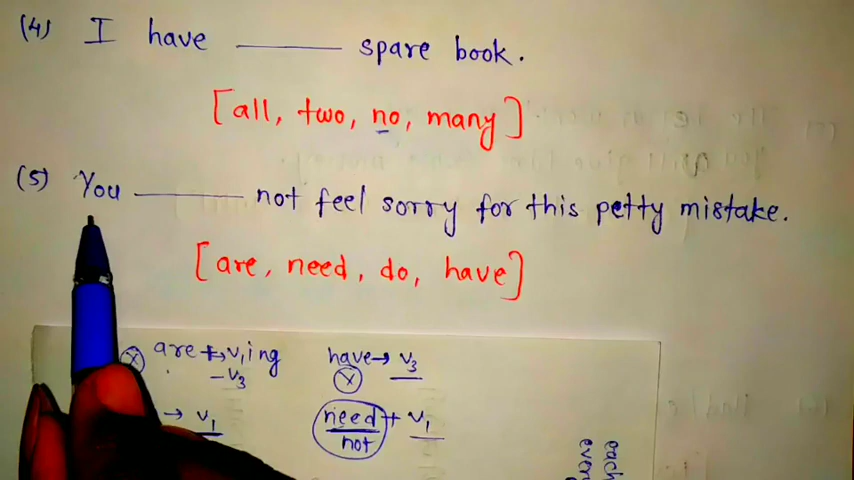 (4) I have ______ spare book.
[all, two, no, many]
(5) You ______ not feel sorry for this petty mistake.
[are, need, do, have]
are + v₁ing have → v₃
- v₃
→ v₁ need + v₁
not
each